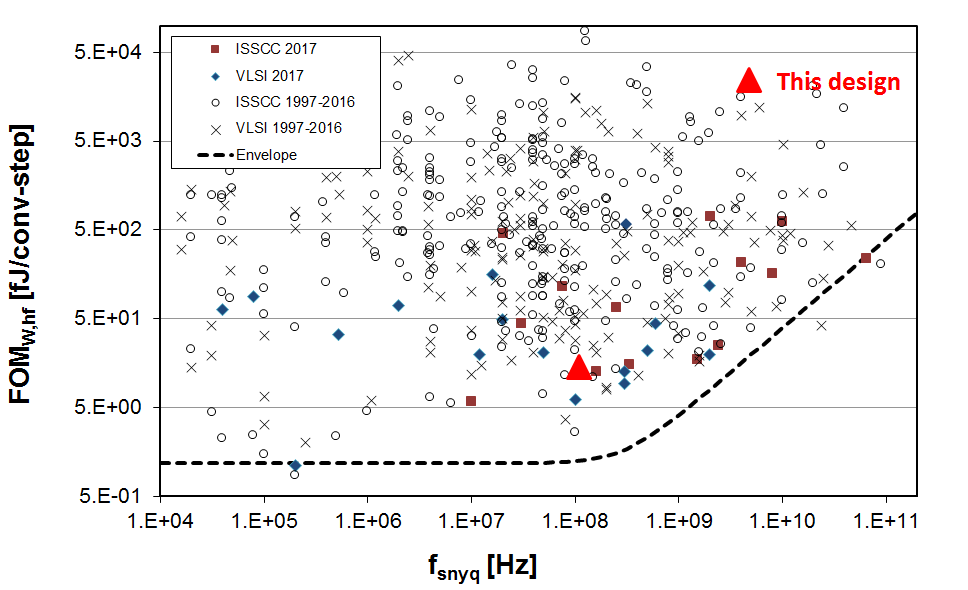 5.E+04
5.E+03
5.E+02
5.E+01
5.E+00
5.E-01
FOMW,hf [fJ/conv-step]
ISSCC 2017
VLSI 2017
ISSCC 1997-2016
VLSI 1997-2016
Envelope
This design
1.E+04 1.E+05 1.E+06 1.E+07 1.E+08 1.E+09 1.E+10 1.E+11
fsnyq [Hz]